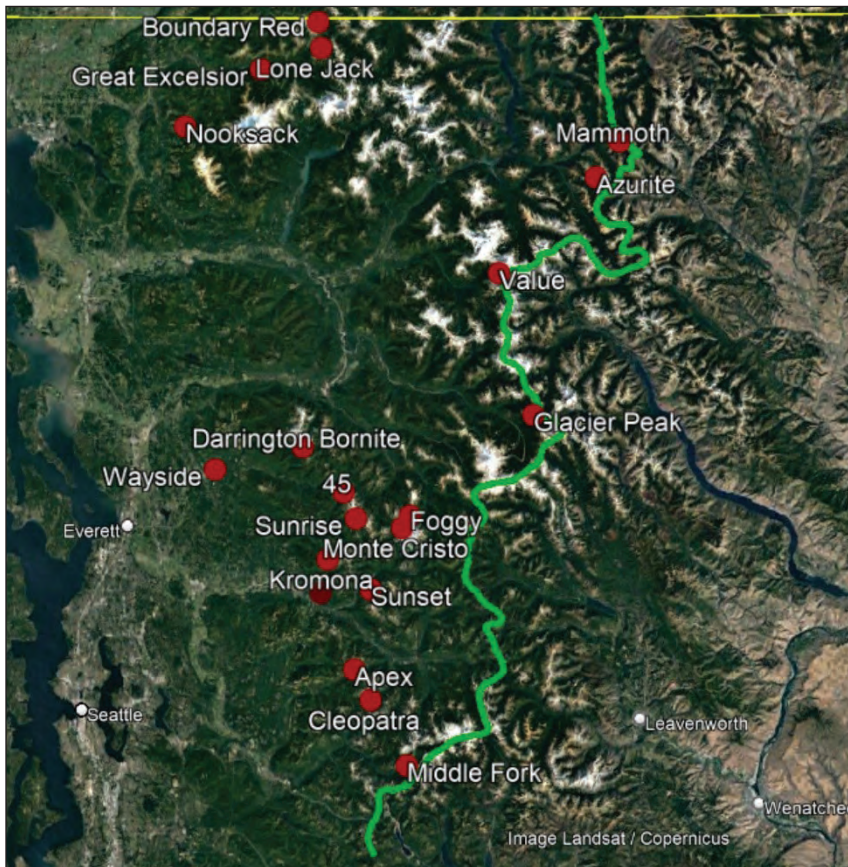 Boundary Red
Lone Jack
Great Excelsior
Nooksack
Mammoth
Azurite
Value
Glacier Peak
Darrington Bornite
Wayside
45
Foggy
Sunrise
Everett
Monte Cristo
Kromona
Sunset
Apex
Cleopatra
Seattle
Leavenworth
Middle Fork
Wenatchee
Image Landsat / Copernicus